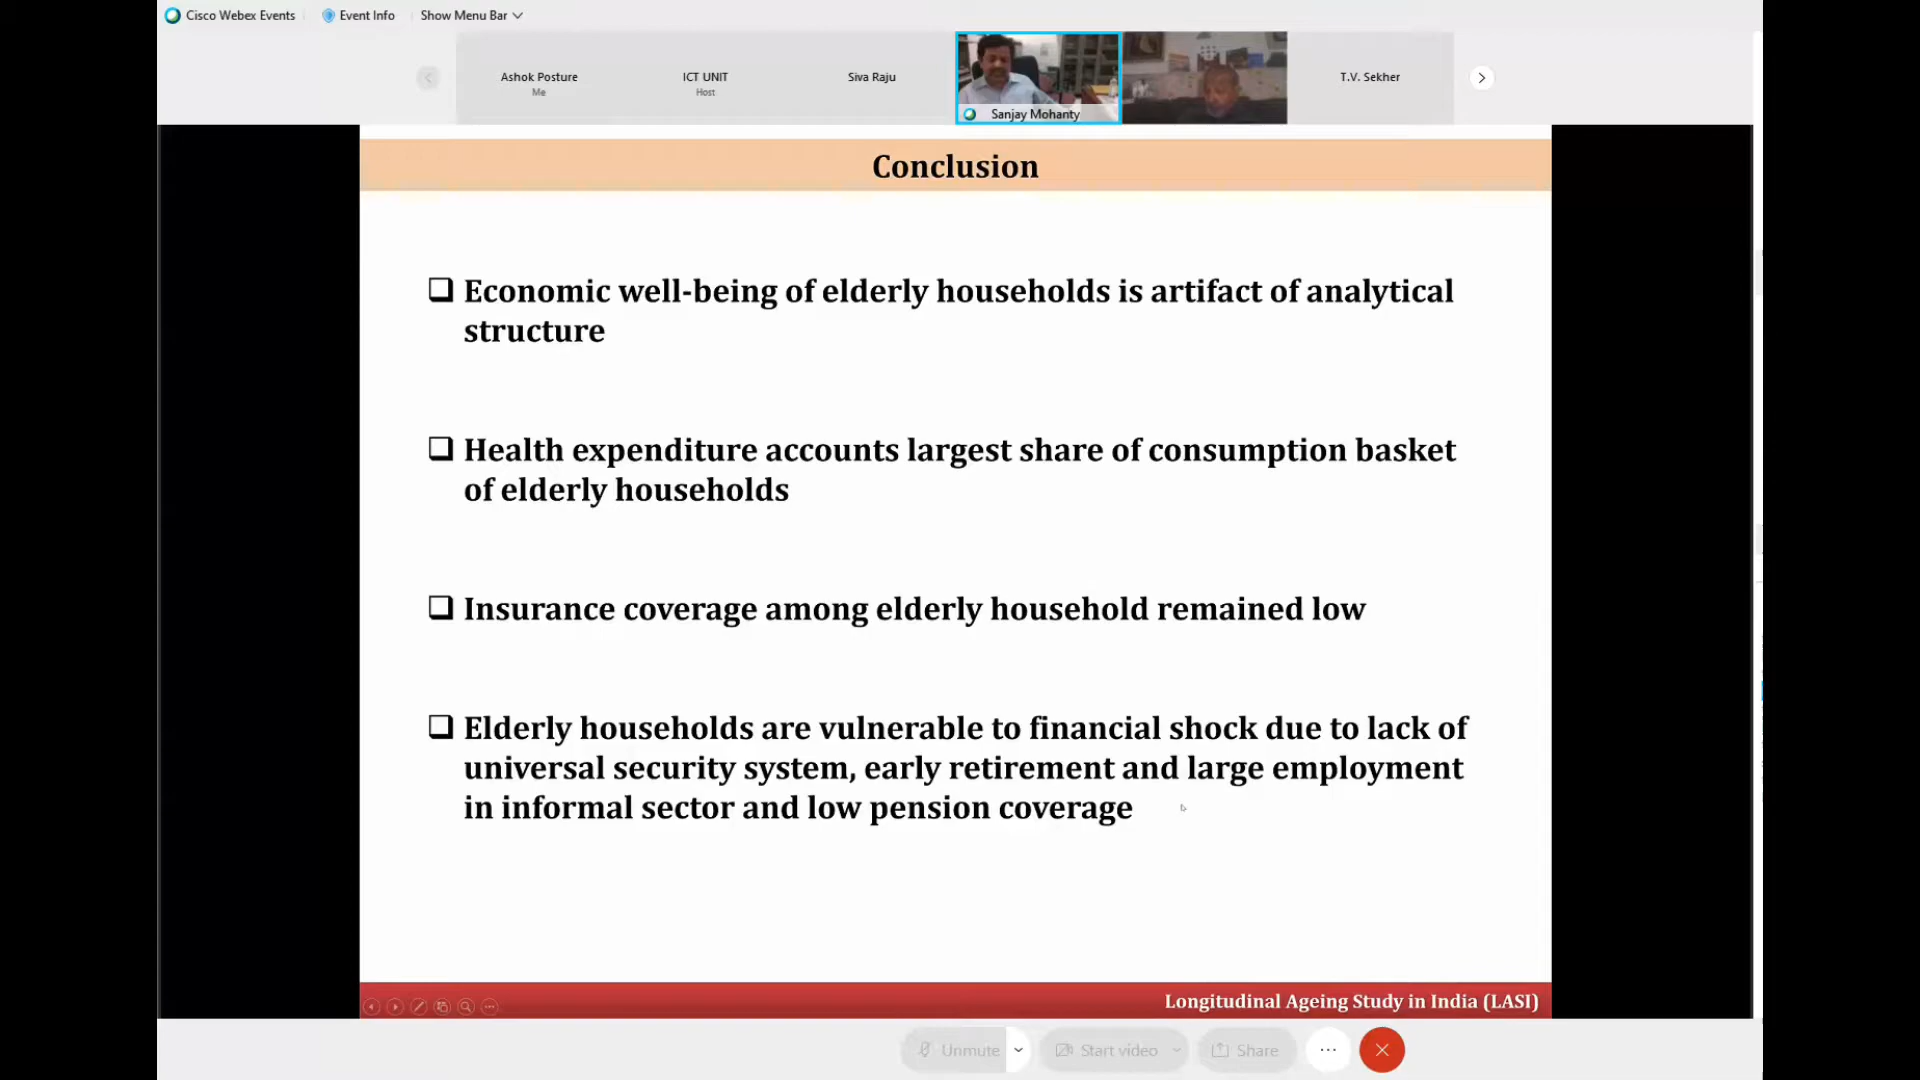 Cisco Webex Events
Event Info
Show Menu Bar
Ashok Posture
Me
ICT UNIT
Host
Siva Raju
Sanjay Mohanty
T.V. Sekher
Conclusion
Economic well-being of elderly households is artifact of analytical
structure
Health expenditure accounts largest share of consumption basket
of elderly households
Insurance coverage among elderly household remained low
Elderly households are vulnerable to financial shock due to lack of
universal security system, early retirement and large employment
in informal sector and low pension coverage
Longitudinal Ageing Study in India (LASI)
Unmute
Start video
Share